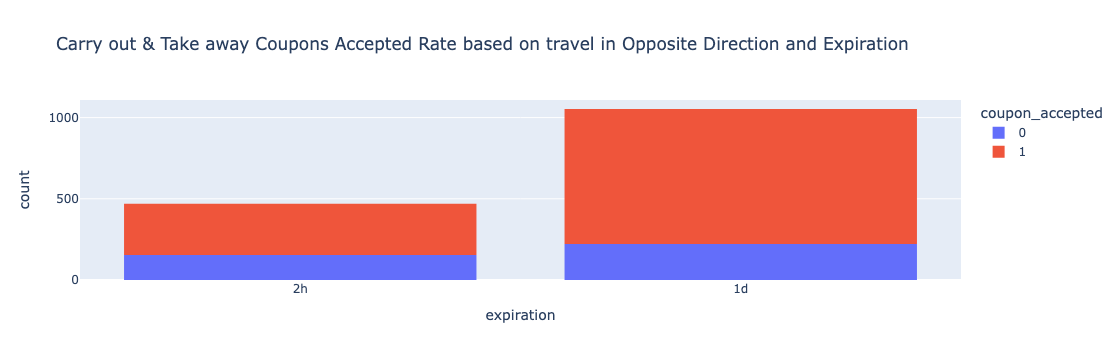 Carry out & Take away Coupons Accepted Rate based on travel in Opposite Direction and Expiration
coupon_accepted
0
1
1000
500
0
count
2h
1d
expiration